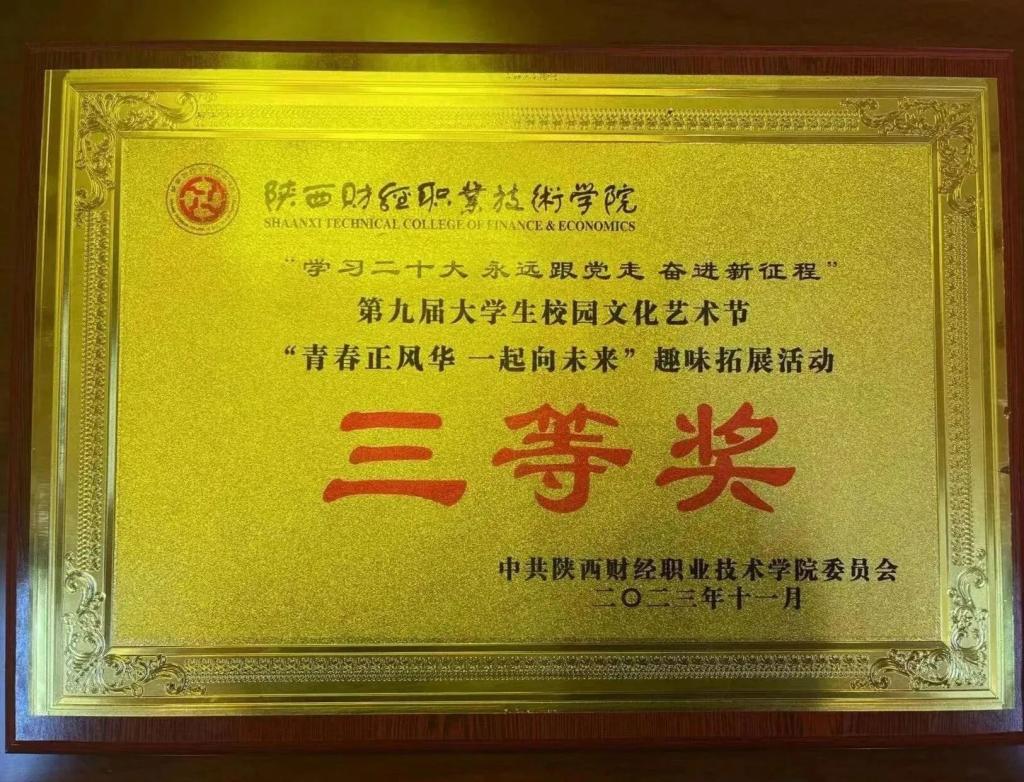 陕西财经职业技術学院
SHAANXI TECHNICAL COLLEGE OF FINANCE & ECONOMICS
“学习二十大 永远跟党走 奋进新征程”
第九届大学生校园文化艺术节
“青春正风华 一起向未来”趣味拓展活动
三等奖
中共陕西财经职业技术学院委员会
二〇二三年十一月